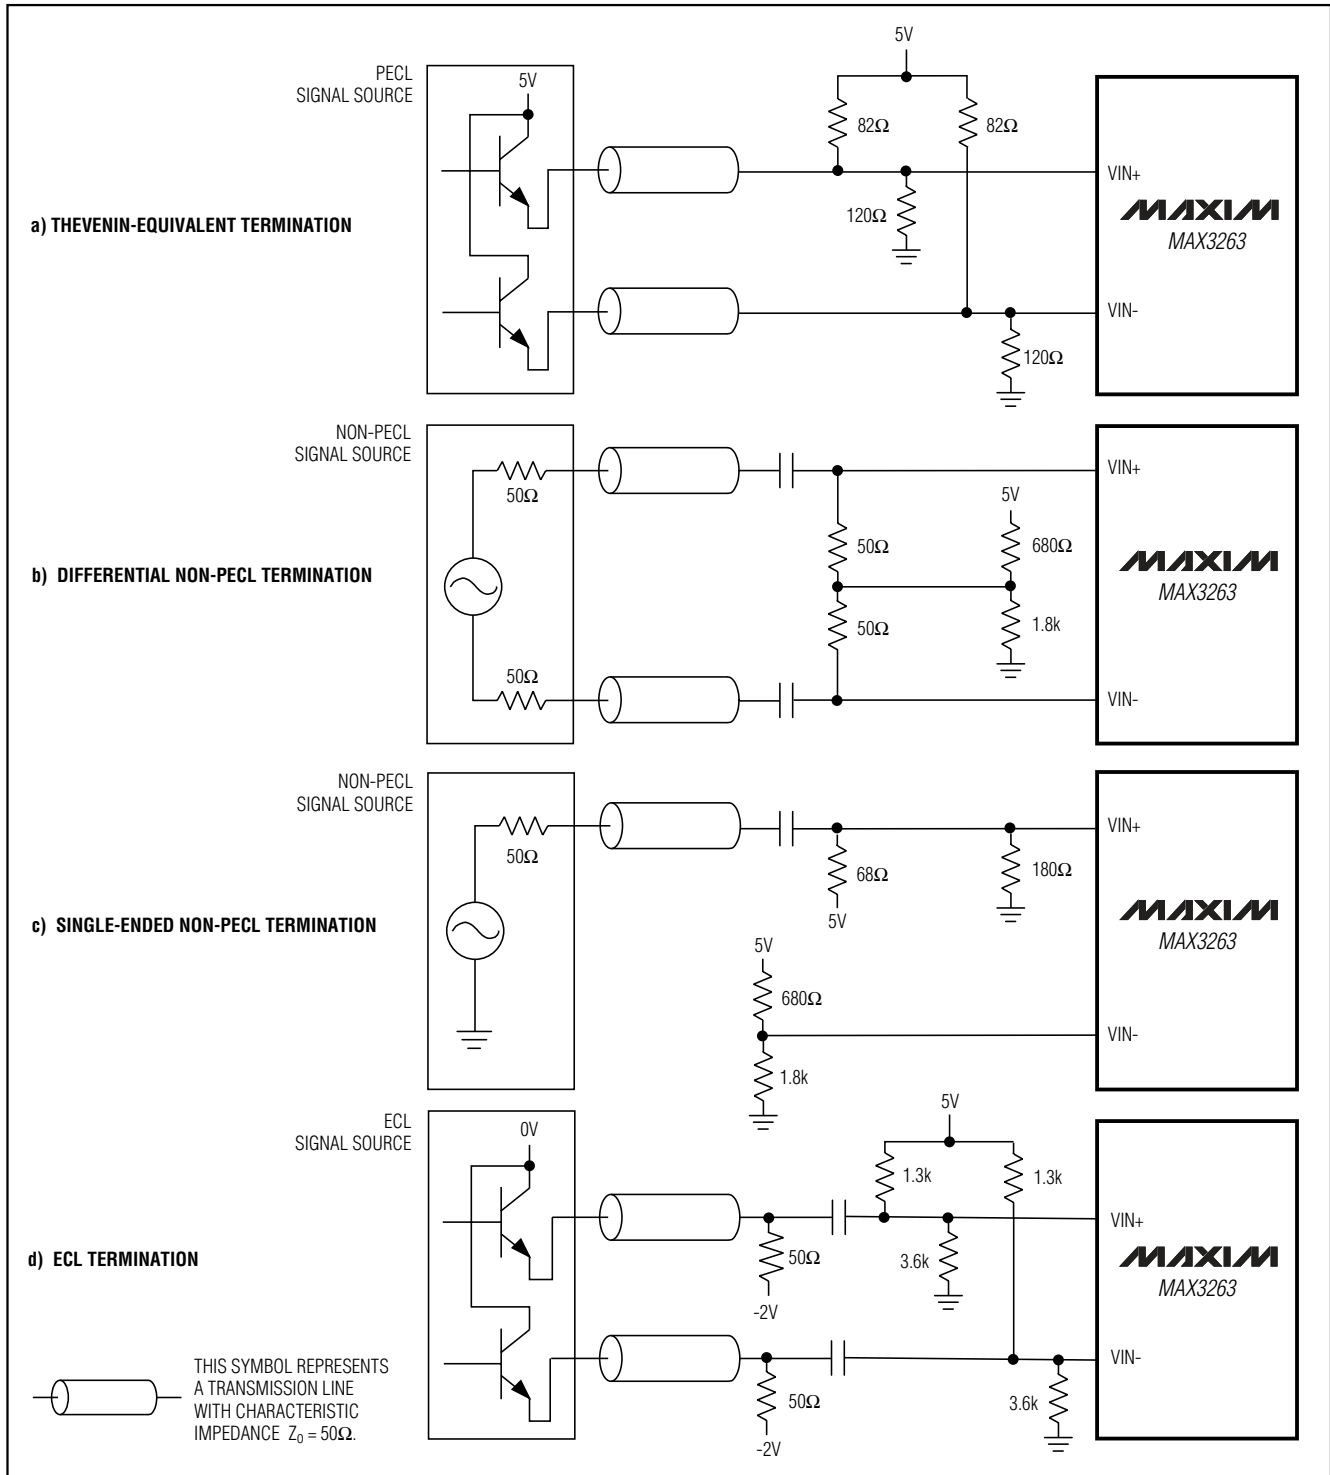 PECL
SIGNAL SOURCE
5V
5V
82Ω
82Ω
120Ω
120Ω
VIN+
MAXIM
MAX3263
VIN-
a) THEVENIN-EQUIVALENT TERMINATION
NON-PECL
SIGNAL SOURCE
50Ω
50Ω
50Ω
50Ω
5V
680Ω
1.8k
VIN+
MAXIM
MAX3263
VIN-
b) DIFFERENTIAL NON-PECL TERMINATION
NON-PECL
SIGNAL SOURCE
50Ω
68Ω
5V
180Ω
5V
680Ω
1.8k
VIN+
MAXIM
MAX3263
VIN-
c) SINGLE-ENDED NON-PECL TERMINATION
ECL
SIGNAL SOURCE
0V
5V
1.3k
1.3k
50Ω
-2V
3.6k
50Ω
-2V
3.6k
VIN+
MAXIM
MAX3263
VIN-
d) ECL TERMINATION
THIS SYMBOL REPRESENTS
A TRANSMISSION LINE
WITH CHARACTERISTIC
IMPEDANCE Z0 = 50Ω.